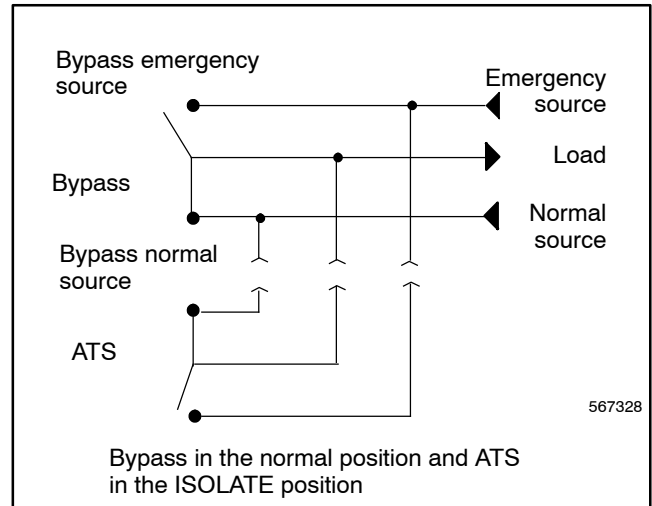 Bypass emergency
source
Emergency
source
Load
Bypass
Normal
source
Bypass normal
source
ATS
567328
Bypass in the normal position and ATS
in the ISOLATE position